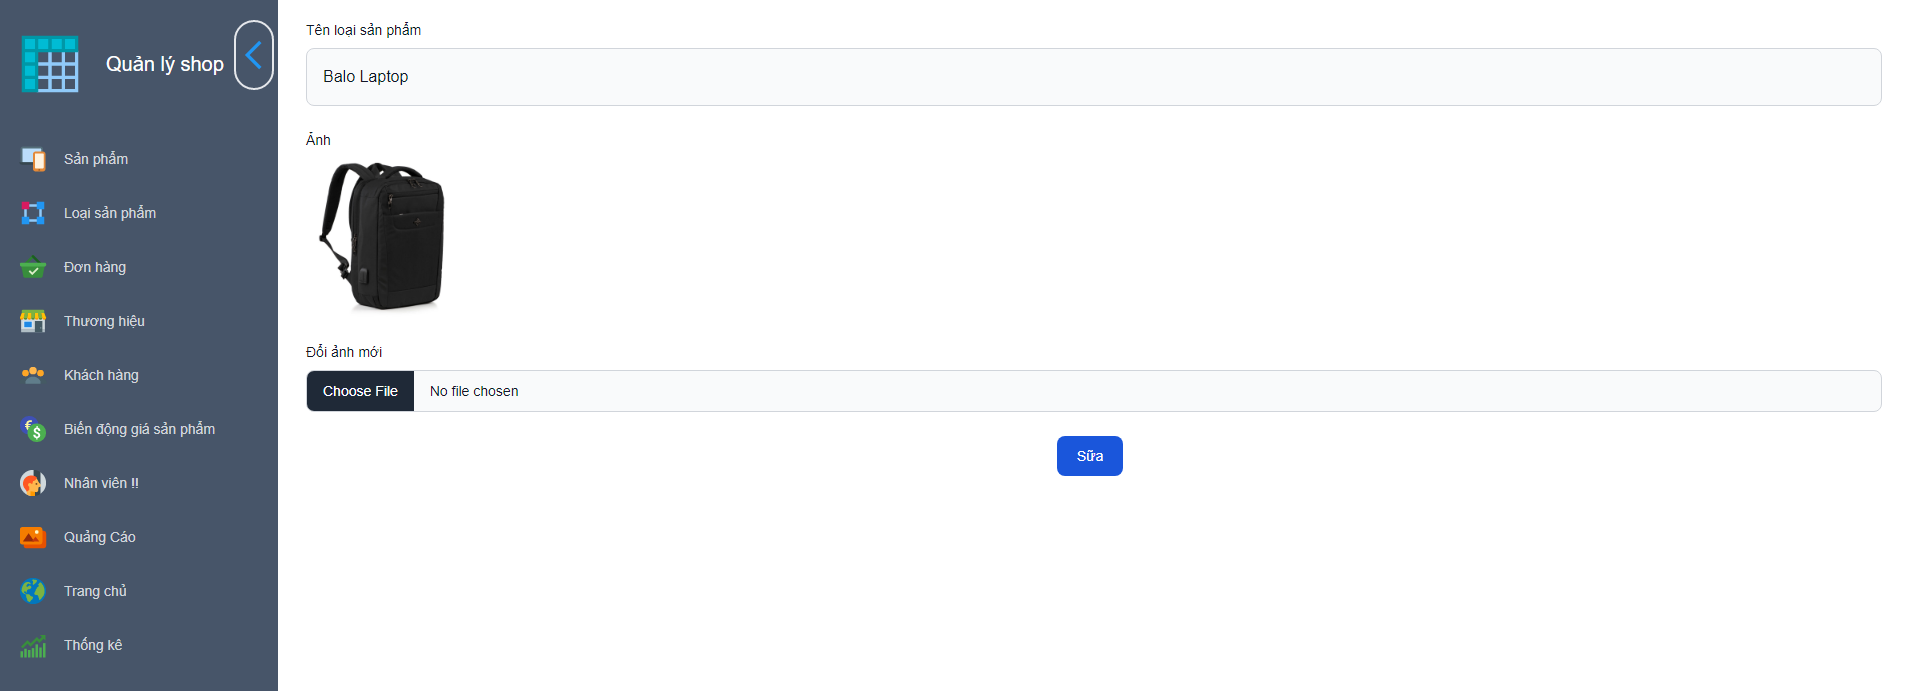 Quản lý shop
Sản phẩm
Loại sản phẩm
Đơn hàng
Thương hiệu
Khách hàng
Biến động giá sản phẩm
Nhân viên !!
Quảng Cáo
Trang chủ
Thống kê
Tên loại sản phẩm
Balo Laptop
Ảnh
Đổi ảnh mới
Choose File No file chosen
Sữa